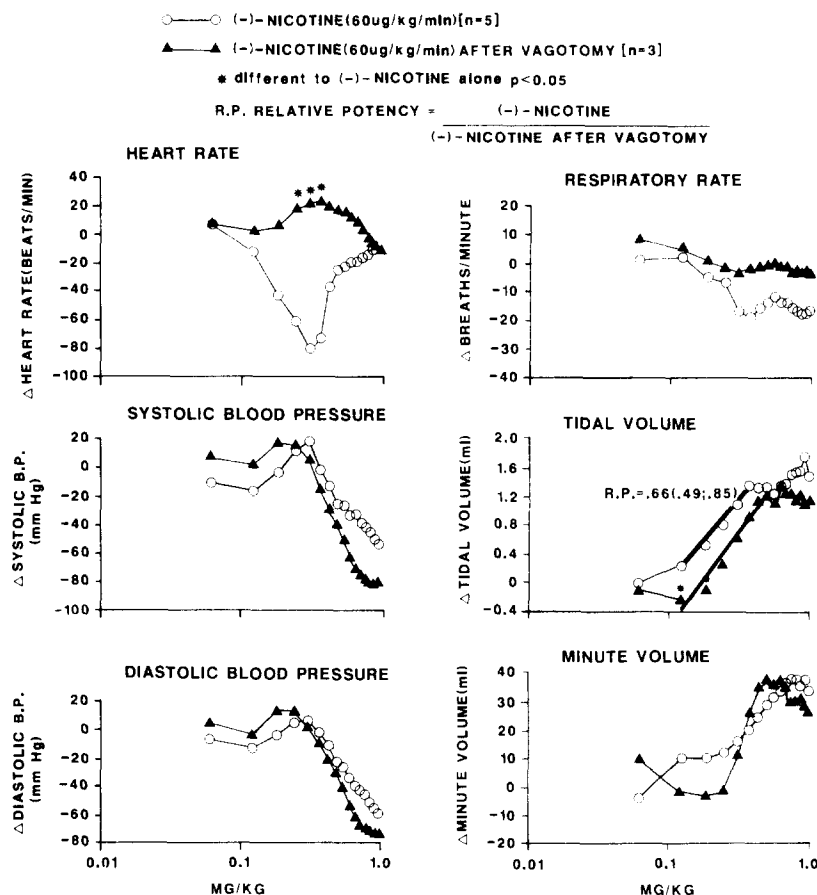 (-)-NICOTINE(60ug/kg/min)[n=5]
(-)-NICOTINE(60ug/kg/min) AFTER VAGOTOMY [n=3]
* different to (-)-NICOTINE alone p<0.05
R.P. RELATIVE POTENCY = (-)-NICOTINE
(-)-NICOTINE AFTER VAGOTOMY
HEART RATE
△HEART RATE(BEATS/MIN)
40
20
0
-20
-40
-60
-80
-100
* * *
RESPIRATORY RATE
△ BREATHS/MINUTE
20
10
0
-10
-20
-30
-40
SYSTOLIC BLOOD PRESSURE
△ SYSTOLIC B.P.
(mm Hg)
20
0
-20
-40
-60
-80
-100
TIDAL VOLUME
△ TIDAL VOLUME(ml)
2.0
1.6
1.2
0.8
0.4
0
-0.4
R.P.=.66(.49;.85)
*
DIASTOLIC BLOOD PRESSURE
△DIASTOLIC B.P.
(mm Hg)
20
0
-20
-40
-60
-80
0.01
0.1
1.0
MG/KG
MINUTE VOLUME
△MINUTE VOLUME(ml)
40
30
20
10
0
-10
-20
0.01
0.1
1.0
MG/KG